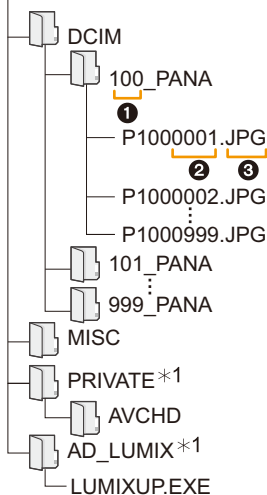 DCIM
100_PANA
❶
P1000001.JPG
❷ ❸
P1000002.JPG
P1000999.JPG
101_PANA
999_PANA
MISC
PRIVATE∗1
AVCHD
AD_LUMIX∗1
LUMIXUP.EXE